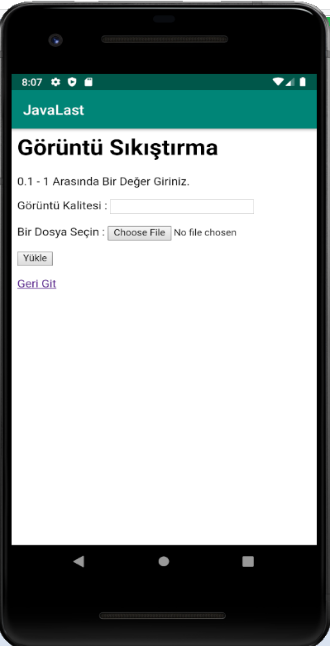 8:07
JavaLast
Görüntü Sıkıştırma
0.1 - 1 Arasında Bir Değer Giriniz.
Görüntü Kalitesi :
Bir Dosya Seçin : Choose File No file chosen
Yükle
Geri Git